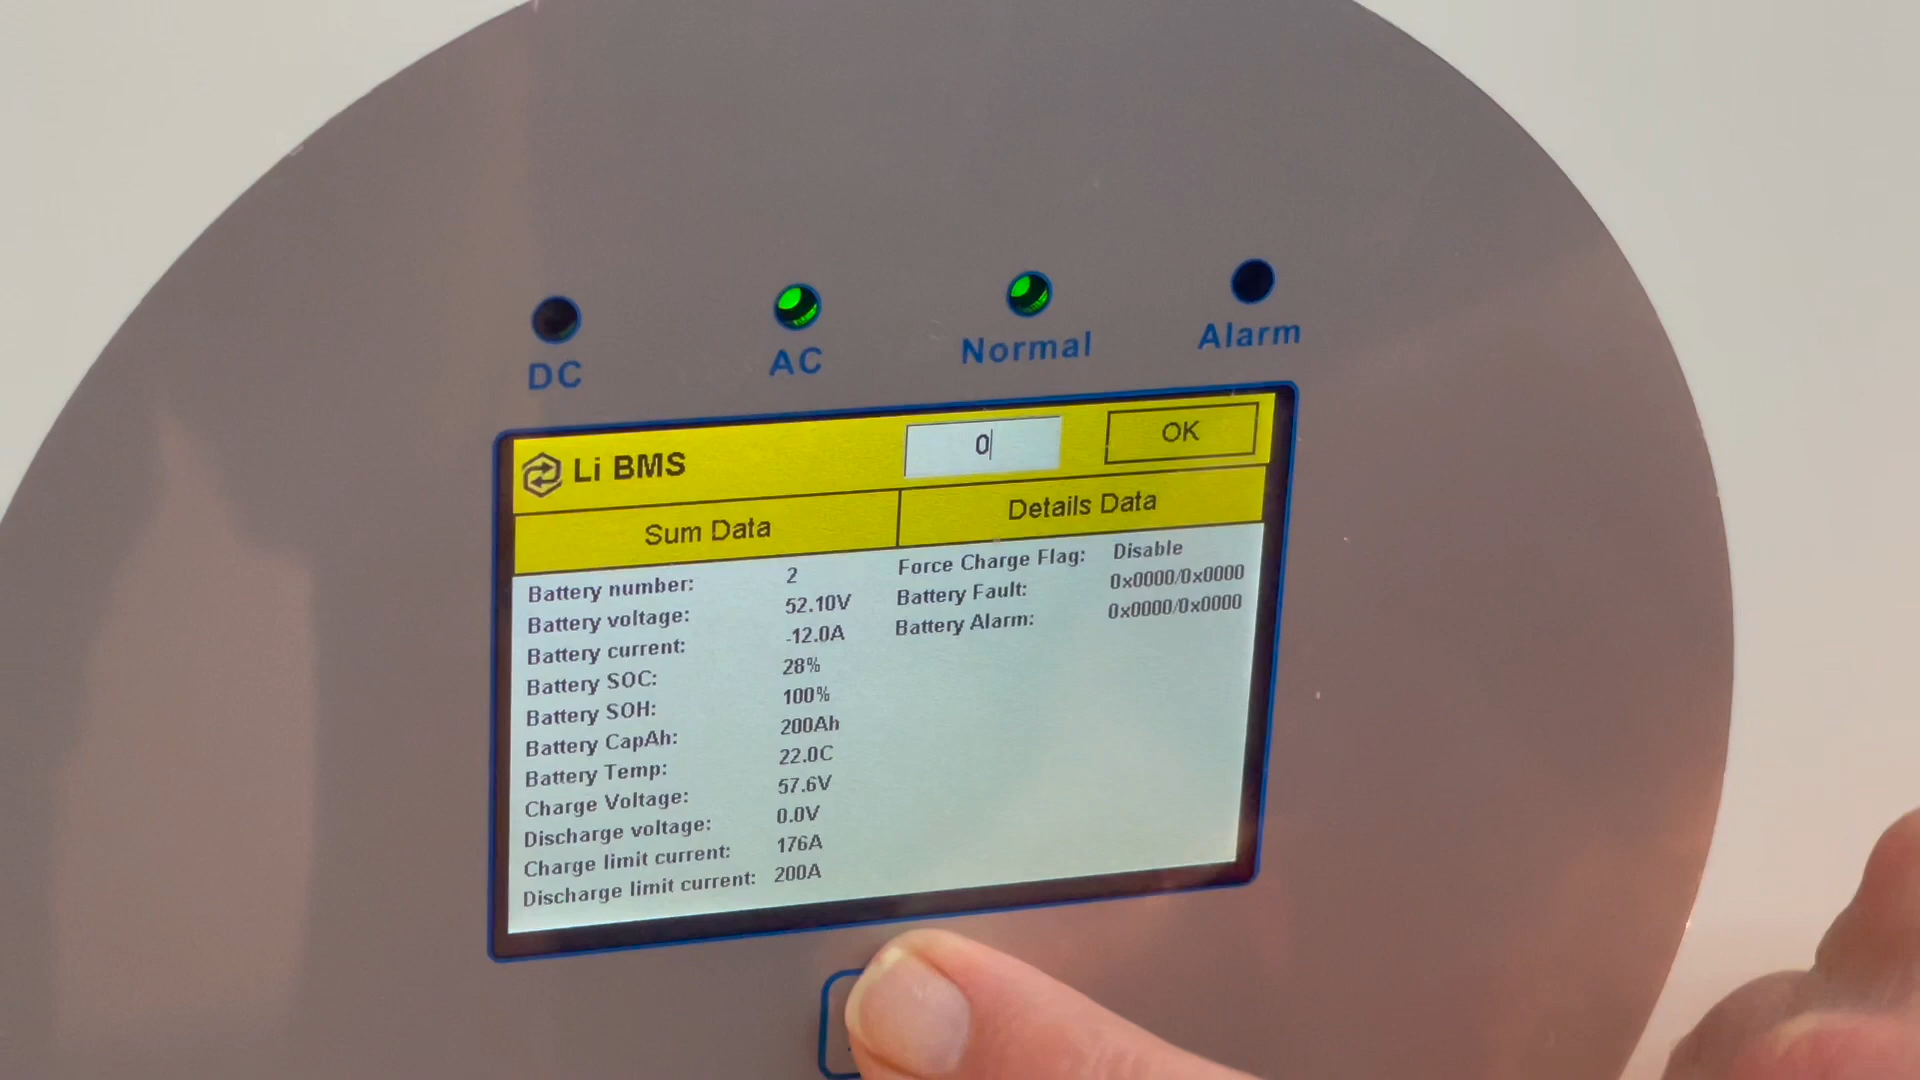 DC
AC
Normal
Alarm
Li BMS
0
OK
Sum Data
Details Data
Battery number: 2
Battery voltage: 52.10V
Battery current: -12.0A
Battery SOC: 28%
Battery SOH: 100%
Battery CapAh: 200Ah
Battery Temp: 22.0C
Charge Voltage: 57.6V
Discharge voltage: 0.0V
Charge limit current: 176A
Discharge limit current: 200A
Force Charge Flag: Disable
Battery Fault: 0x0000/0x0000
Battery Alarm: 0x0000/0x0000